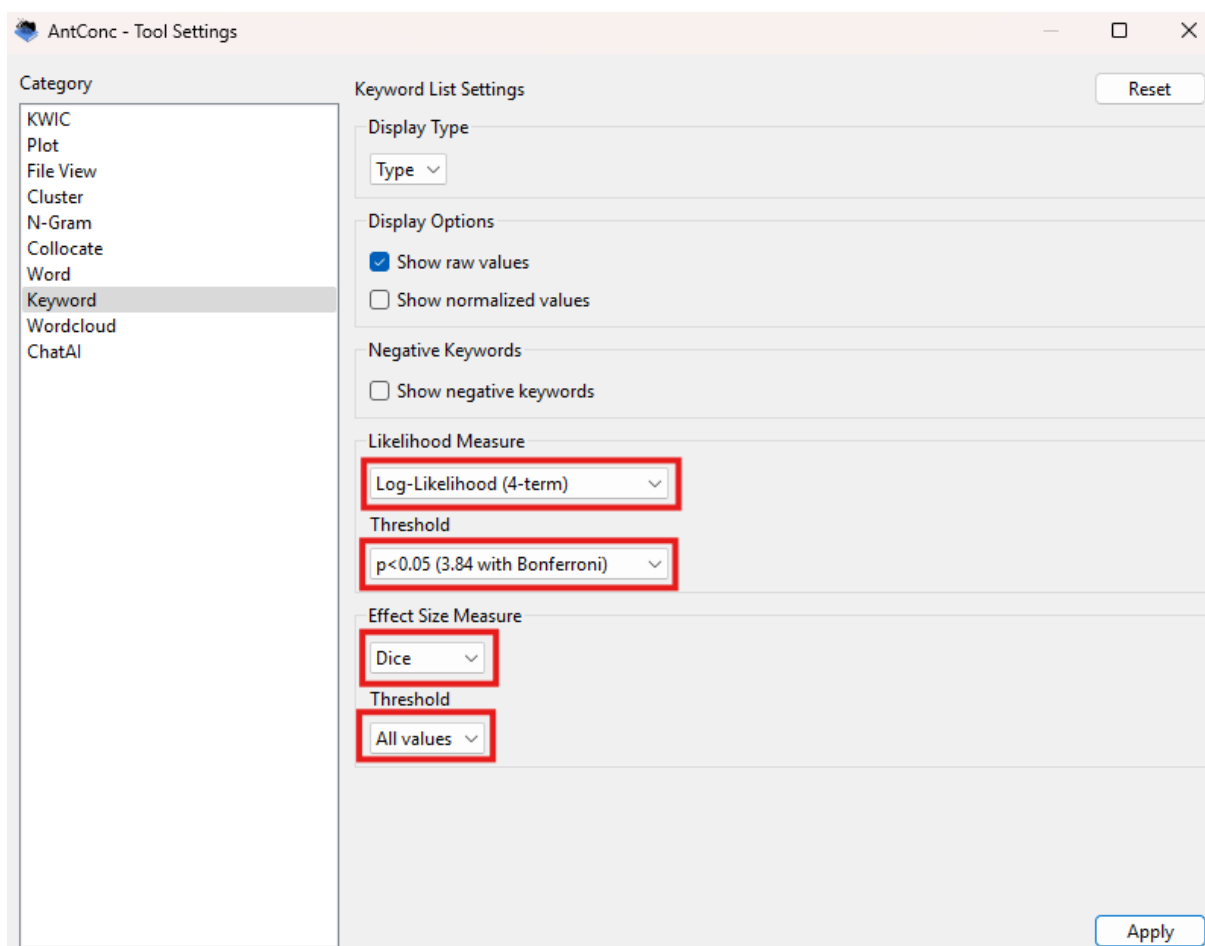 AntConc - Tool Settings
Category
KWIC
Plot
File View
Cluster
N-Gram
Collocate
Word
Keyword
Wordcloud
ChatAI
Keyword List Settings
Reset
Display Type
Type
Display Options
Show raw values
Show normalized values
Negative Keywords
Show negative keywords
Likelihood Measure
Log-Likelihood (4-term)
Threshold
p<0.05 (3.84 with Bonferroni)
Effect Size Measure
Dice
Threshold
All values
Apply